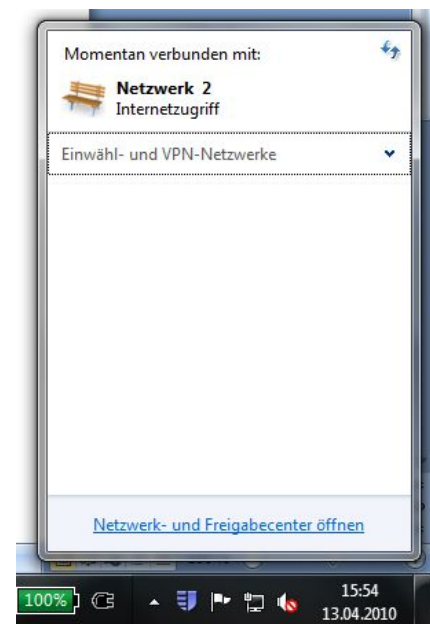 Momentan verbunden mit:
Netzwerk 2
Internetzugriff
Einwähl- und VPN-Netzwerke
Netzwerk- und Freigabecenter öffnen
100%
15:54
13.04.2010